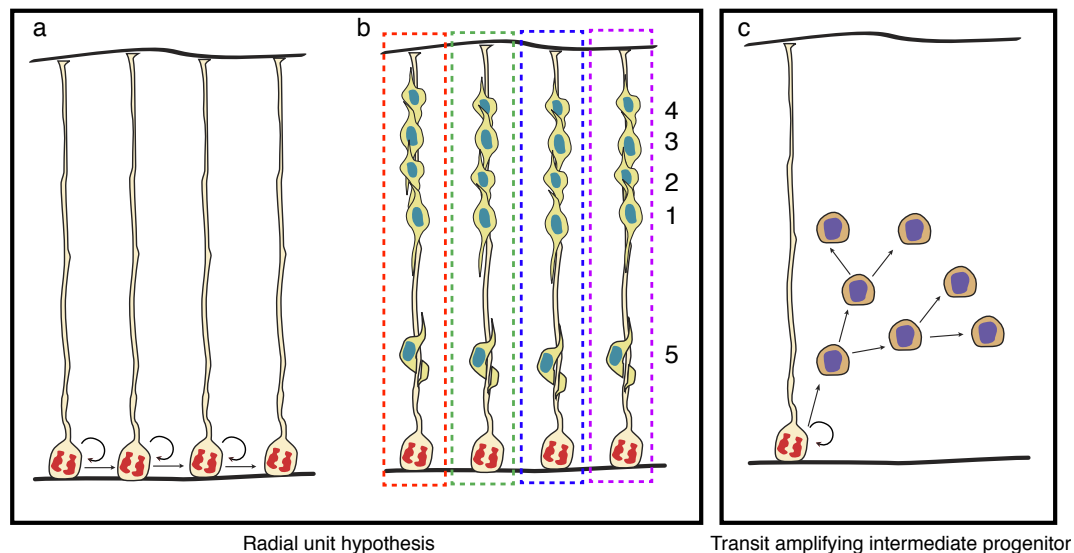 a
b
c
4
3
2
1
5
Radial unit hypothesis
Transit amplifying intermediate progenitor